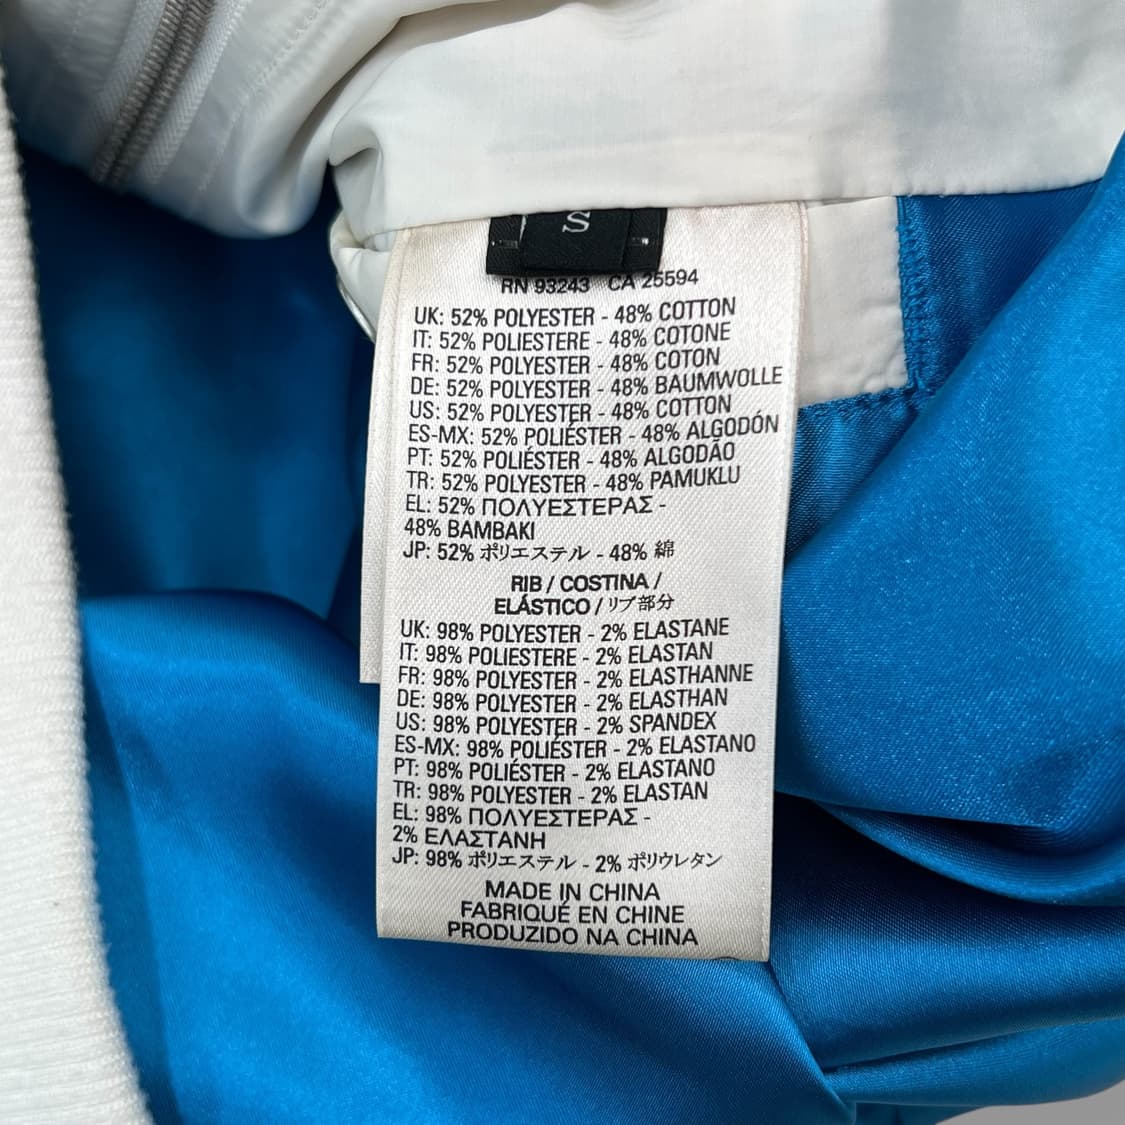 S
RN 93243 CA 25594
UK: 52% POLYESTER - 48% COTTON
IT: 52% POLIESTERE - 48% COTONE
FR: 52% POLYESTER - 48% COTON
DE: 52% POLYESTER - 48% BAUMWOLLE
US: 52% POLYESTER - 48% COTTON
ES-MX: 52% POLIÉSTER - 48% ALGODÓN
PT: 52% POLIÉSTER - 48% ALGODÃO
TR: 52% POLYESTER - 48% PAMUKLU
EL: 52% ΠΟΛΥΕΣΤΕΡΑΣ -
48% BAMBAKI
JP: 52% ポリエステル - 48% 綿
RIB / COSTINA /
ELÁSTICO / リブ部分
UK: 98% POLYESTER - 2% ELASTANE
IT: 98% POLIESTERE - 2% ELASTAN
FR: 98% POLYESTER - 2% ELASTHANNE
DE: 98% POLYESTER - 2% ELASTHAN
US: 98% POLYESTER - 2% SPANDEX
ES-MX: 98% POLIÉSTER - 2% ELASTANO
PT: 98% POLIÉSTER - 2% ELASTANO
TR: 98% POLYESTER - 2% ELASTAN
EL: 98% ΠΟΛΥΕΣΤΕΡΑΣ -
2% ΕΛΑΣΤΑΝΗ
JP: 98% ポリエステル - 2% ポリウレタン
MADE IN CHINA
FABRIQUÉ EN CHINE
PRODUZIDO NA CHINA